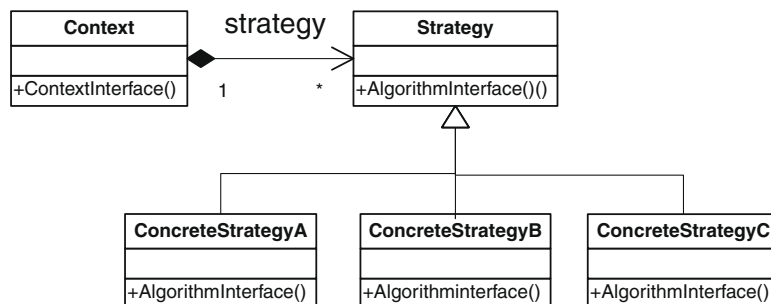 Context
strategy
Strategy
+ContextInterface()
1
*
+AlgorithmInterface()()
ConcreteStrategyA
ConcreteStrategyB
ConcreteStrategyC
+AlgorithmInterface()
+Algorithminterface()
+AlgorithmInterface()